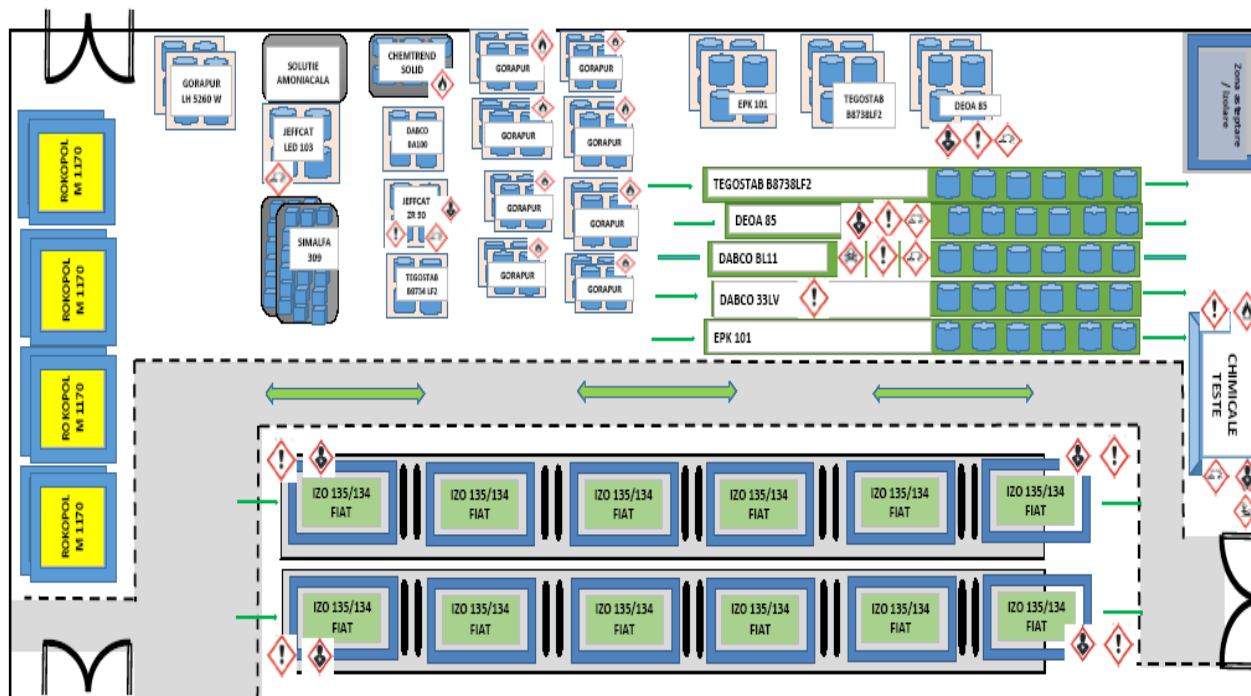 GORAPUR
LH 5260 W
SOLUTIE
AMONIACALA
CHEMTREND
SOLID
GORAPUR
GORAPUR
EPK 101
TEGOSTAB
B8738LF2
DEOA 85
Zona asteptare
/ izolare
JEFFCAT
LED 103
DABCO
BA100
GORAPUR
GORAPUR
ROKOPOL
M 1170
JEFFCAT
ZR 50
GORAPUR
GORAPUR
TEGOSTAB B8738LF2
DEOA 85
DABCO BL11
DABCO 33LV
EPK 101
SIMALFA
309
TEGOSTAB
B8734 LF2
GORAPUR
GORAPUR
ROKOPOL
M 1170
ROKOPOL
M 1170
ROKOPOL
M 1170
CHIMICALE
TESTE
IZO 135/134
FIAT
IZO 135/134
FIAT
IZO 135/134
FIAT
IZO 135/134
FIAT
IZO 135/134
FIAT
IZO 135/134
FIAT
IZO 135/134
FIAT
IZO 135/134
FIAT
IZO 135/134
FIAT
IZO 135/134
FIAT
IZO 135/134
FIAT
IZO 135/134
FIAT